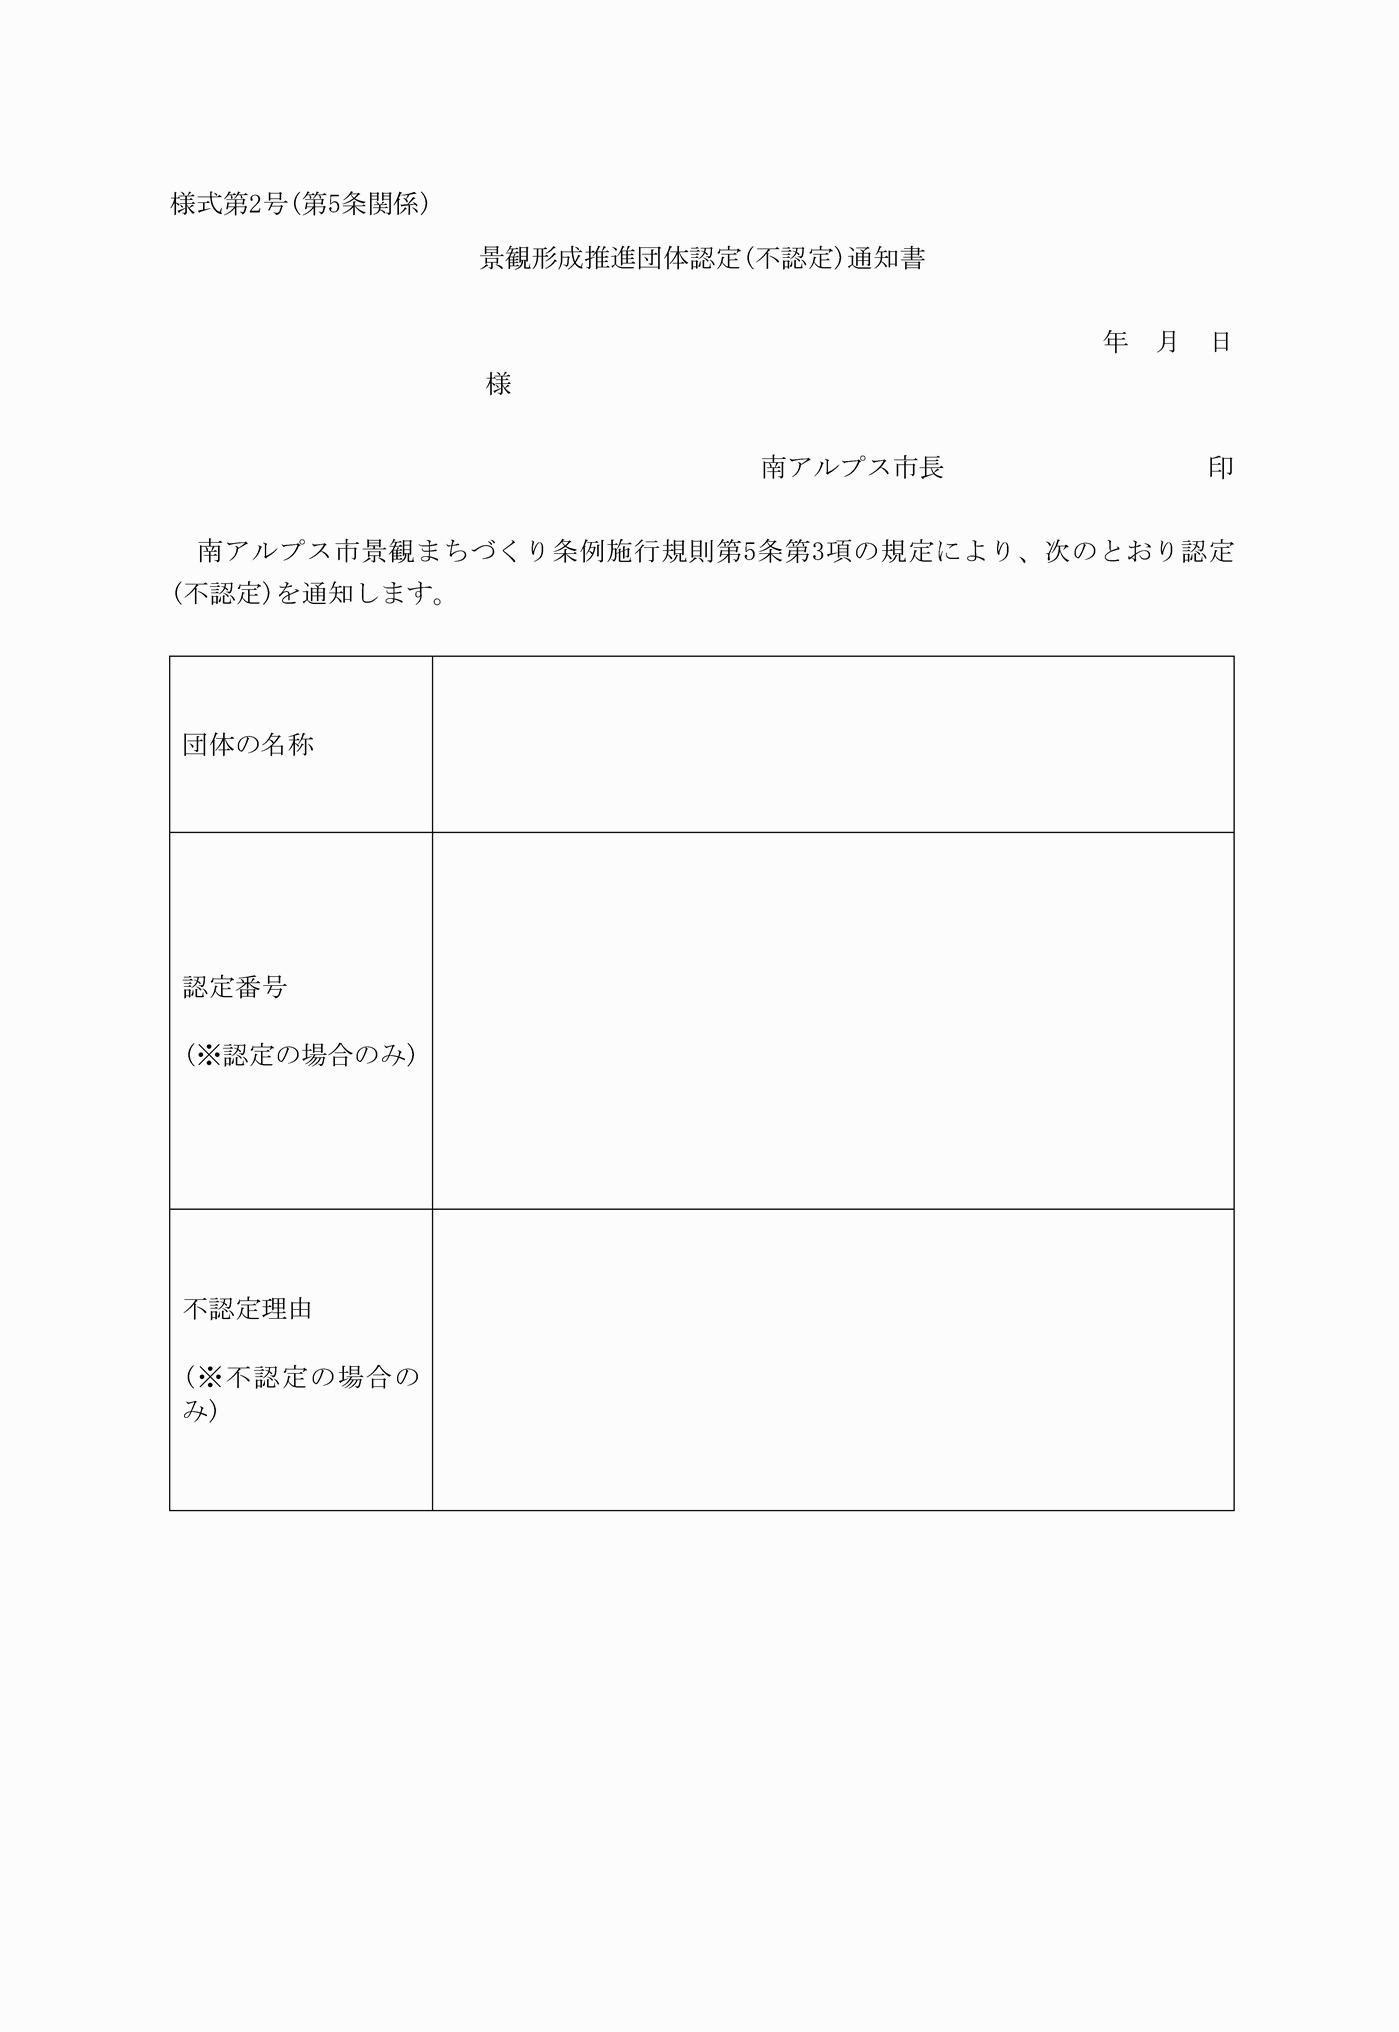 様式第2号(第5条関係)
景観形成推進団体認定(不認定)通知書
年　月　日
様
南アルプス市長　　　　　　　　　　印
　南アルプス市景観まちづくり条例施行規則第5条第3項の規定により、次のとおり認定
(不認定)を通知します。
団体の名称
認定番号
(※認定の場合のみ)
不認定理由
(※不認定の場合の
み)